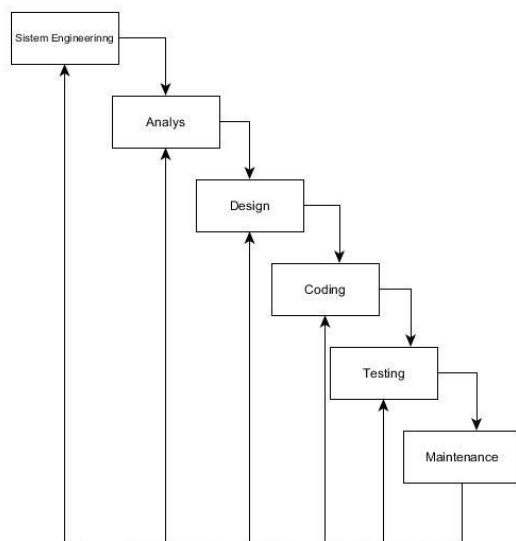 Sistem Engineerinng
Analys
Design
Coding
Testing
Maintenance